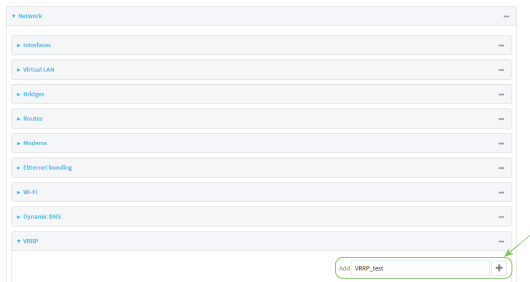 Network
Interfaces
Virtual LAN
Bridges
Routes
Modems
Ethernet bonding
Wi-Fi
Dynamic DNS
VRRP
Add VRRP_test